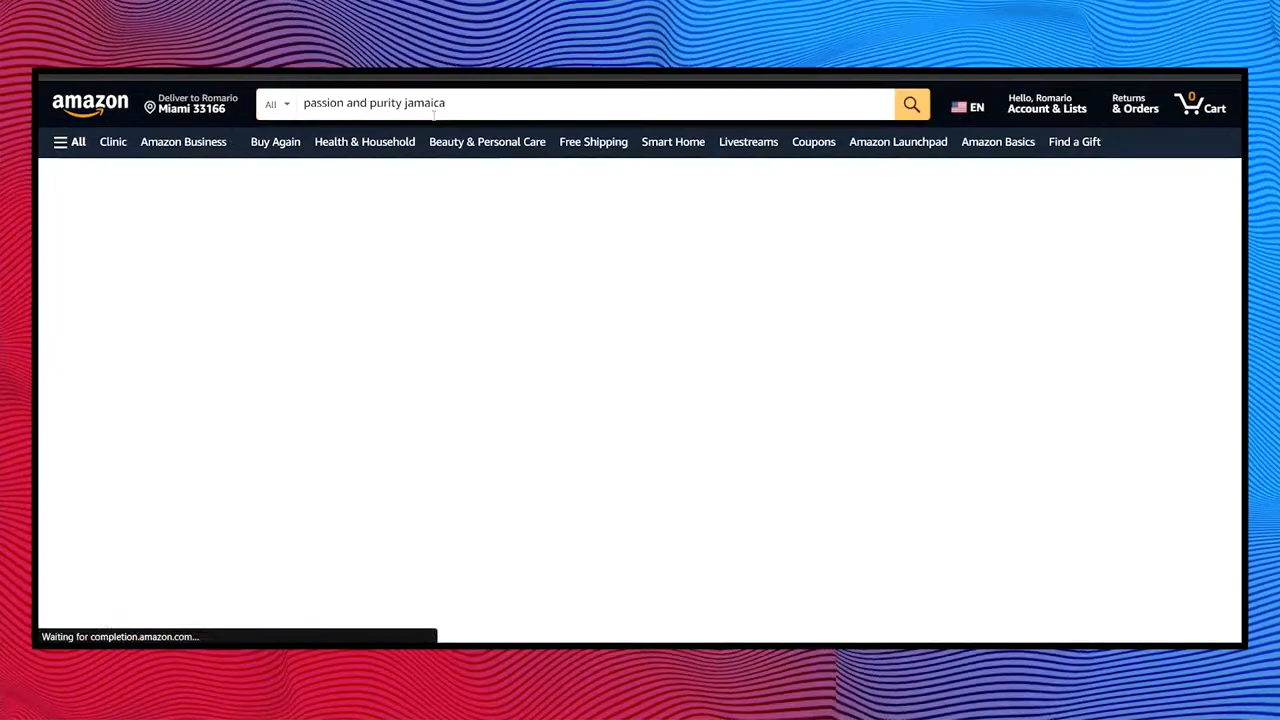 amazon
Deliver to Romario
Miami 33166
All
passion and purity jamaica
EN
Hello, Romario
Account & Lists
Returns
& Orders
0
Cart
All
Clinic
Amazon Business
Buy Again
Health & Household
Beauty & Personal Care
Free Shipping
Smart Home
Livestreams
Coupons
Amazon Launchpad
Amazon Basics
Find a Gift
Waiting for completion.amazon.com...